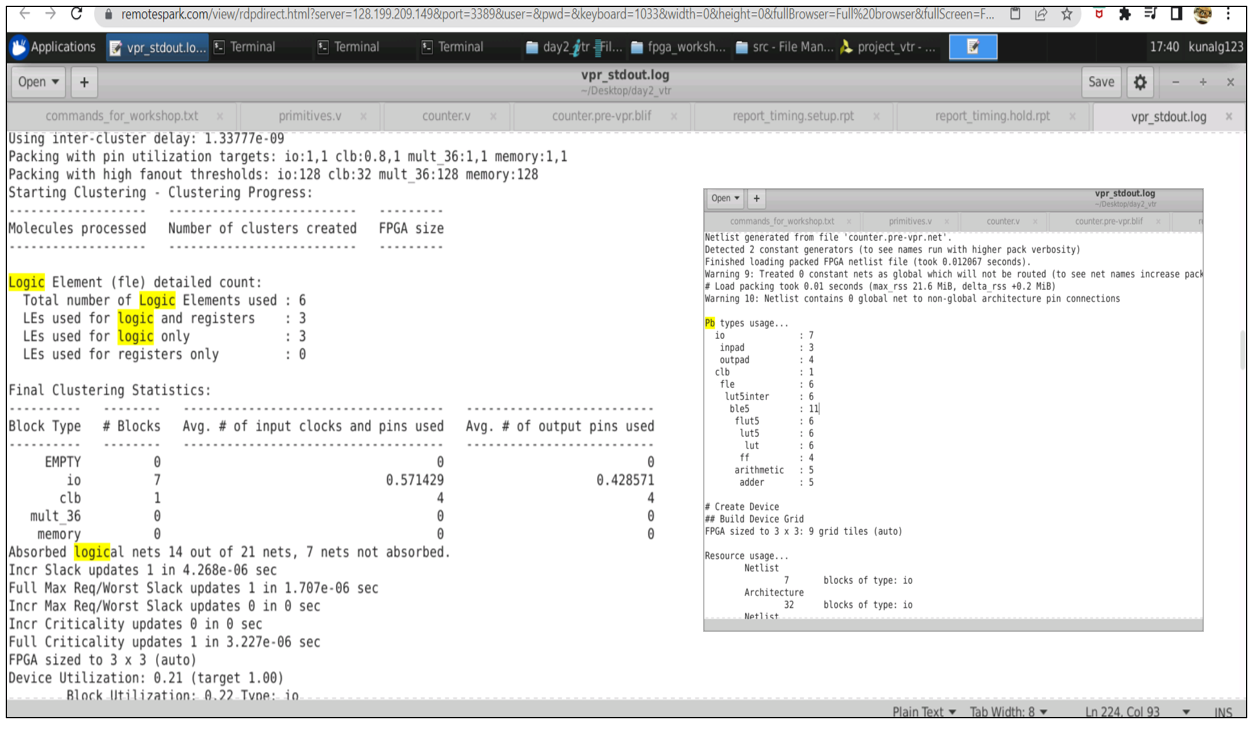 remotespark.com/view/rdpdirect.html?server=128.199.209.149&port=3389&user=&pwd=&keyboard=1033&width=0&height=0&fullBrowser=Full%20browser&fullScreen=F...
Applications vpr_stdout.lo... Terminal Terminal Terminal day2_vtr - Fil... fpga_worksh... src - File Man... project_vtr - ... 17:40 kunalg123
Open vpr_stdout.log Save
~/Desktop/day2_vtr
commands_for_workshop.txt primitives.v counter.v counter.pre-vpr.blif report_timing.setup.rpt report_timing.hold.rpt vpr_stdout.log
Using inter-cluster delay: 1.33777e-09
Packing with pin utilization targets: io:1,1 clb:0.8,1 mult_36:1,1 memory:1,1
Packing with high fanout thresholds: io:128 clb:32 mult_36:128 memory:128
Starting Clustering - Clustering Progress:
------------------- -------------------------- ---------
Molecules processed Number of clusters created FPGA size
------------------- -------------------------- ---------
Logic Element (fle) detailed count:
Total number of Logic Elements used : 6
LEs used for logic and registers : 3
LEs used for logic only : 3
LEs used for registers only : 0
Final Clustering Statistics:
---------- -------- ------------------------------------ --------------------------
Block Type # Blocks Avg. # of input clocks and pins used Avg. # of output pins used
---------- -------- ------------------------------------ --------------------------
EMPTY 0 0 0
io 7 0.571429 0.428571
clb 1 4 4
mult_36 0 0 0
memory 0 0 0
Absorbed logical nets 14 out of 21 nets, 7 nets not absorbed.
Incr Slack updates 1 in 4.268e-06 sec
Full Max Req/Worst Slack updates 1 in 1.707e-06 sec
Incr Max Req/Worst Slack updates 0 in 0 sec
Incr Criticality updates 0 in 0 sec
Full Criticality updates 1 in 3.227e-06 sec
FPGA sized to 3 x 3 (auto)
Device Utilization: 0.21 (target 1.00)
Block Utilization: 0.22 Type: io
Open vpr_stdout.log
~/Desktop/day2_vtr
commands_for_workshop.txt primitives.v counter.v counter.pre-vpr.blif
Netlist generated from file 'counter.pre-vpr.net'.
Detected 2 constant generators (to see names run with higher pack verbosity)
Finished loading packed FPGA netlist file (took 0.012067 seconds).
Warning 9: Treated 0 constant nets as global which will not be routed (to see net names increase pack
# Load packing took 0.01 seconds (max_rss 21.6 MiB, delta_rss +0.2 MiB)
Warning 10: Netlist contains 0 global net to non-global architecture pin connections
Pb types usage...
io : 7
inpad : 3
outpad : 4
clb : 1
fle : 6
lut5inter : 6
ble5 : 11
flut5 : 6
lut5 : 6
lut : 6
ff : 4
arithmetic : 5
adder : 5
# Create Device
## Build Device Grid
FPGA sized to 3 x 3: 9 grid tiles (auto)
Resource usage...
Netlist
7 blocks of type: io
Architecture
32 blocks of type: io
Netlist
Plain Text Tab Width: 8 Ln 224, Col 93 INS